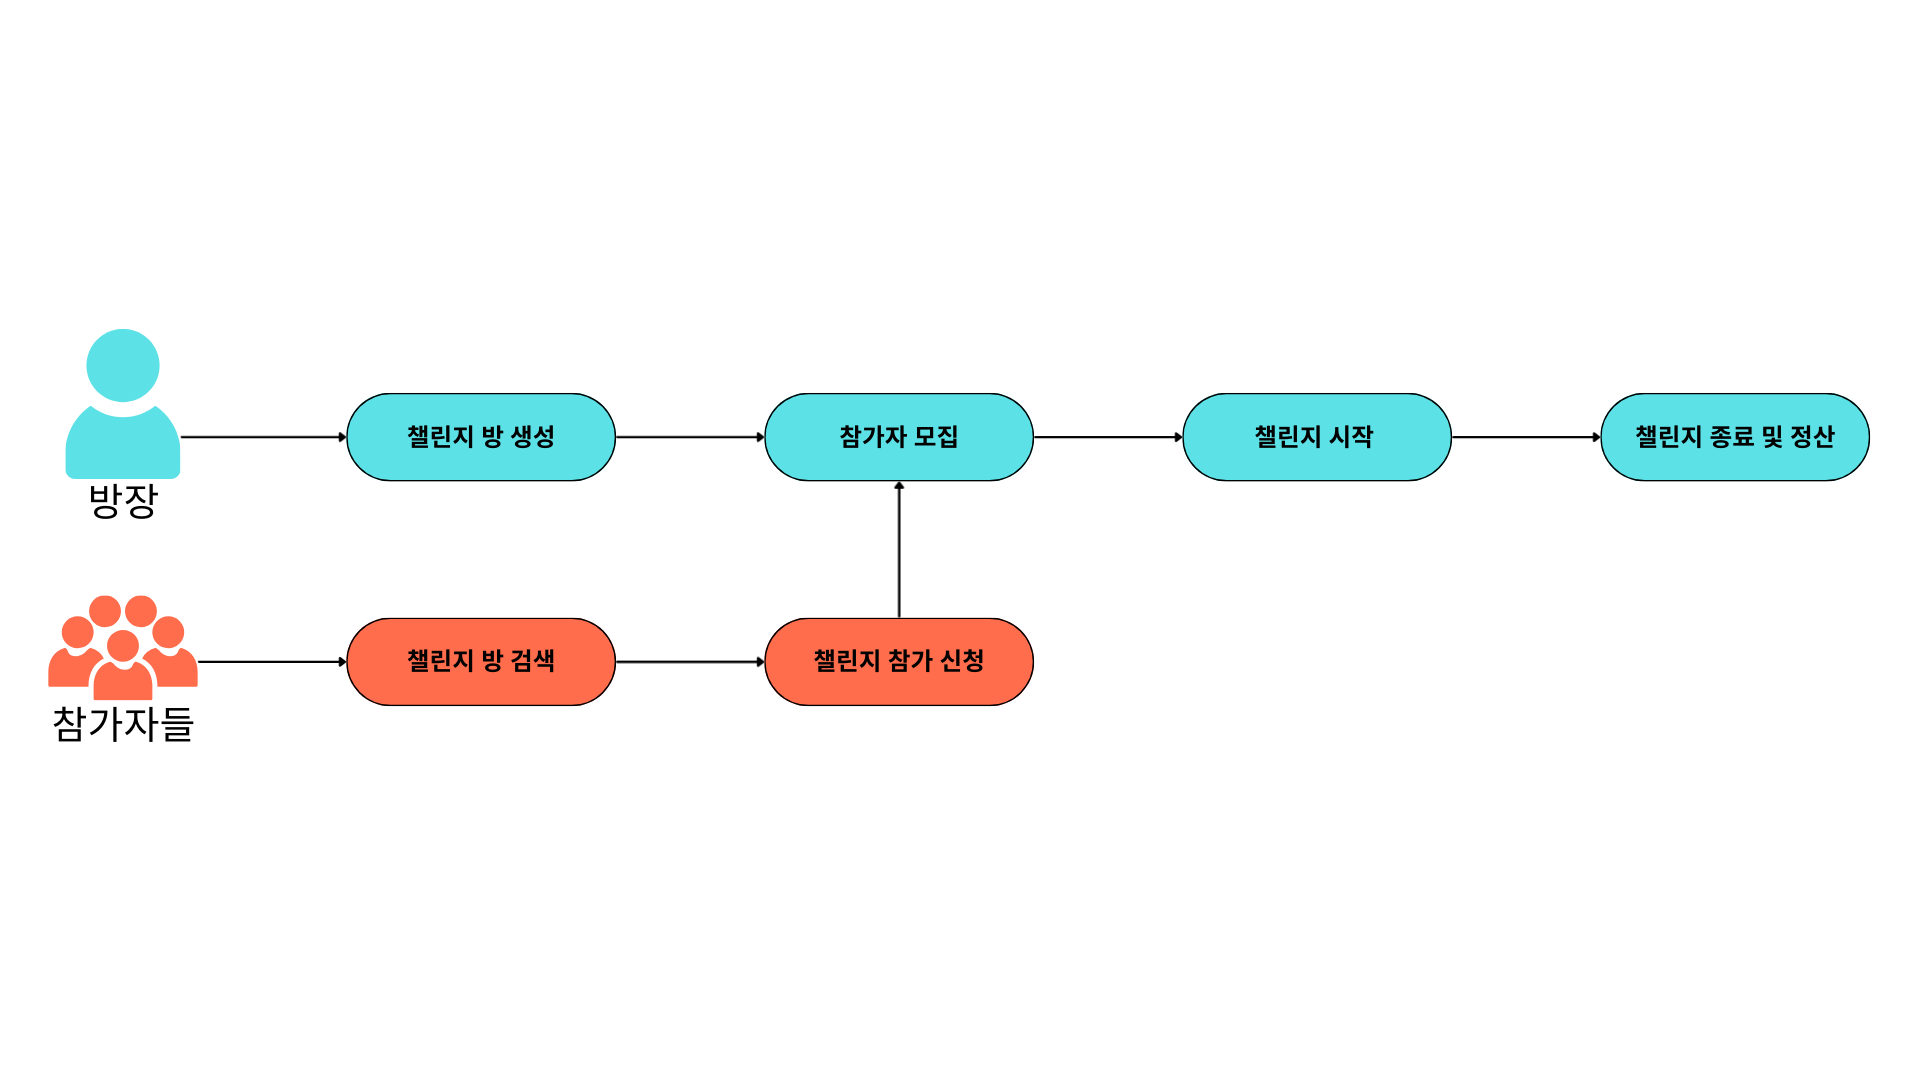 방장
챌린지 방 생성
참가자 모집
챌린지 시작
챌린지 종료 및 정산
참가자들
챌린지 방 검색
챌린지 참가 신청